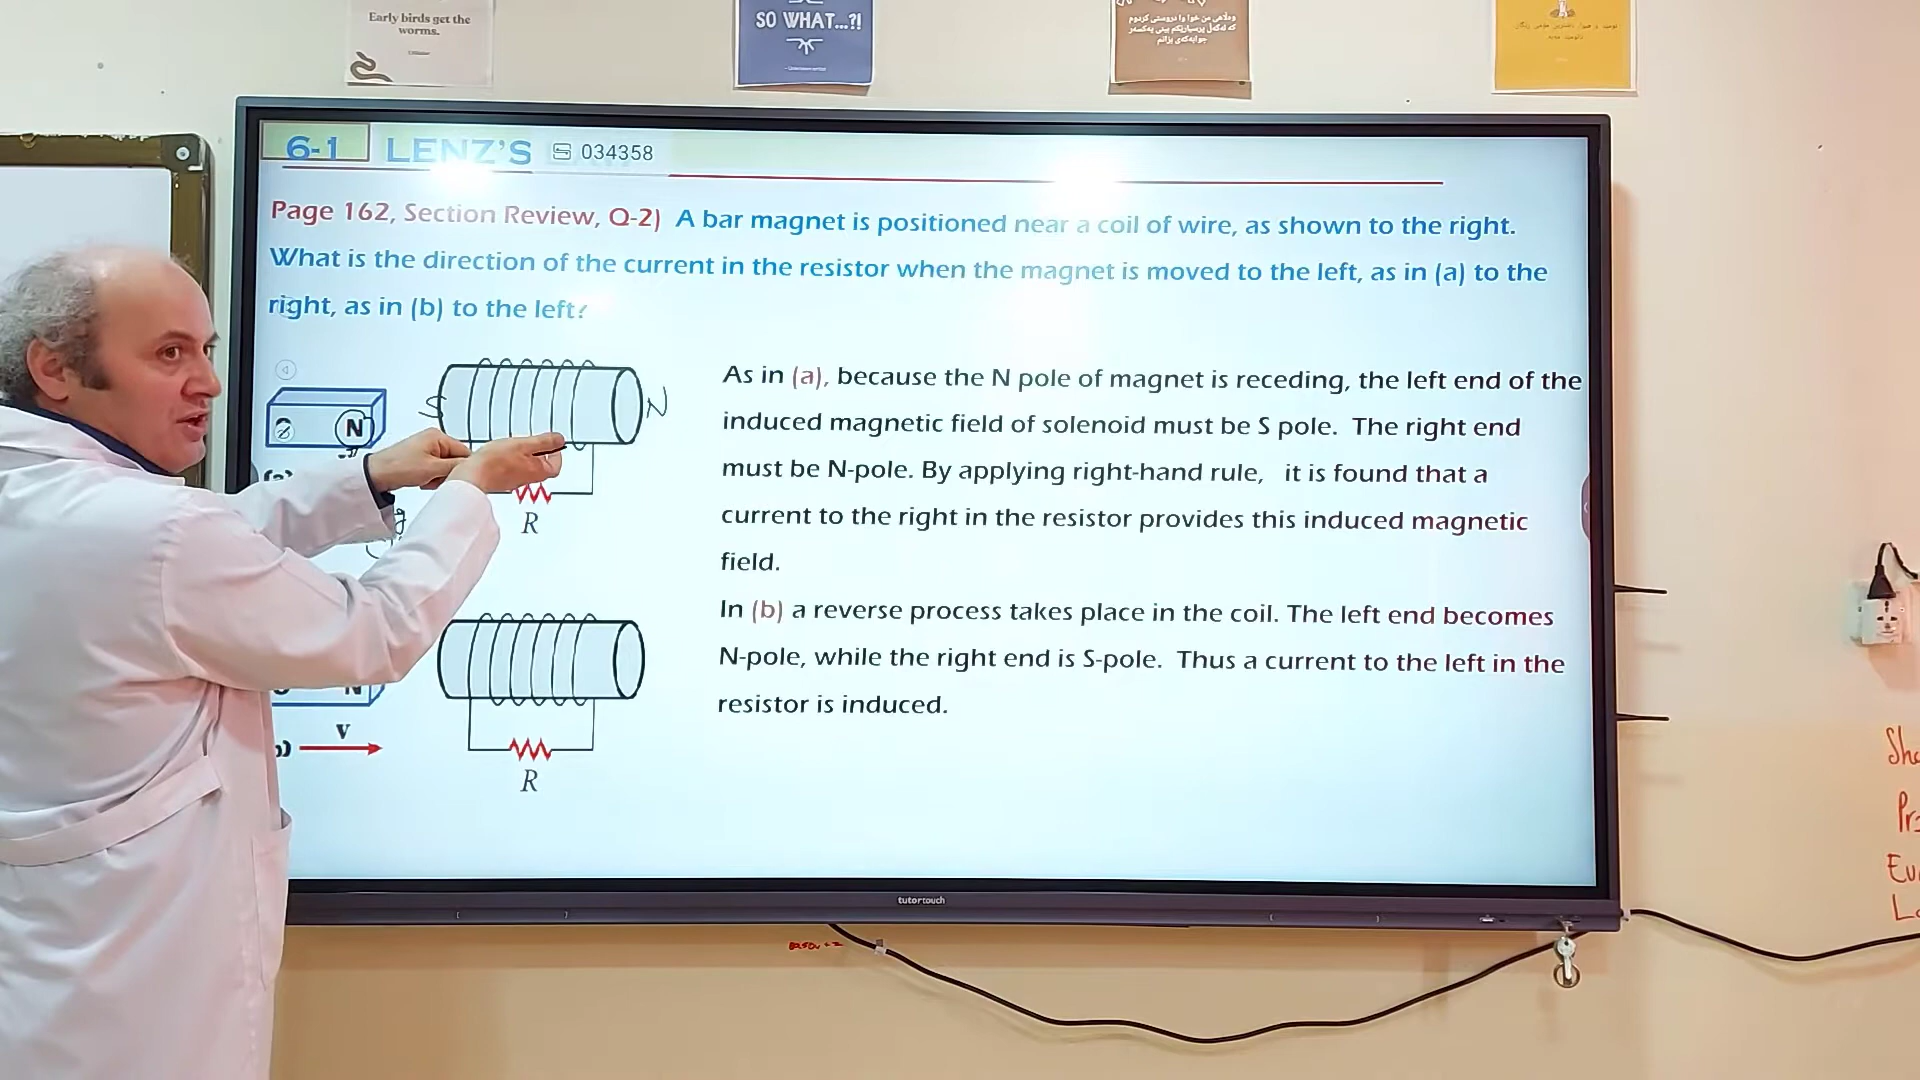 Early birds get the
worms.
SO WHAT...?!
6-1 LENZ'S
034358
Page 162, Section Review, Q-2) A bar magnet is positioned near a coil of wire, as shown to the right.
What is the direction of the current in the resistor when the magnet is moved to the left, as in (a) to the
right, as in (b) to the left?
As in (a), because the N pole of magnet is receding, the left end of the
induced magnetic field of solenoid must be S pole. The right end
must be N-pole. By applying right-hand rule, it is found that a
current to the right in the resistor provides this induced magnetic
field.
In (b) a reverse process takes place in the coil. The left end becomes
N-pole, while the right end is S-pole. Thus a current to the left in the
resistor is induced.
N
S
N
R
N
v
R
tutortouch